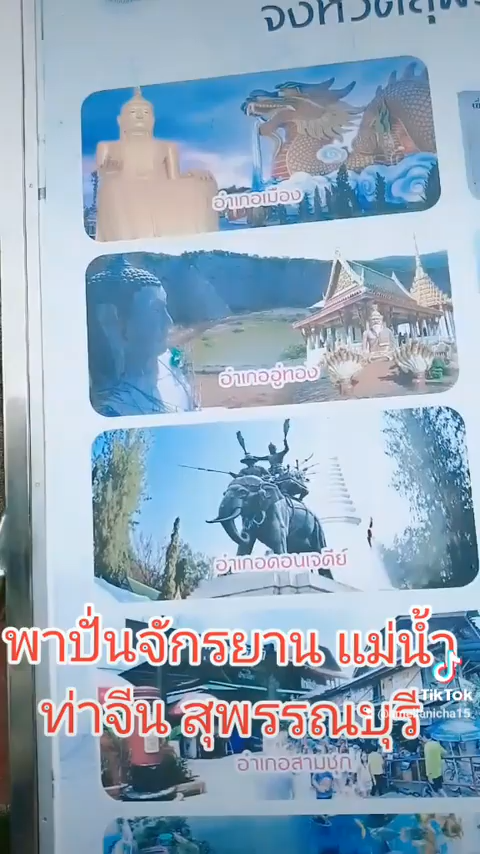 อำเภอเมือง
อำเภออู่ทอง
อำเภอดอนเจดีย์
พาปั่นจักรยาน แม่น้ำ
ท่าจีน สุพรรณบุรี
TikTok
อำเภอสามชุก